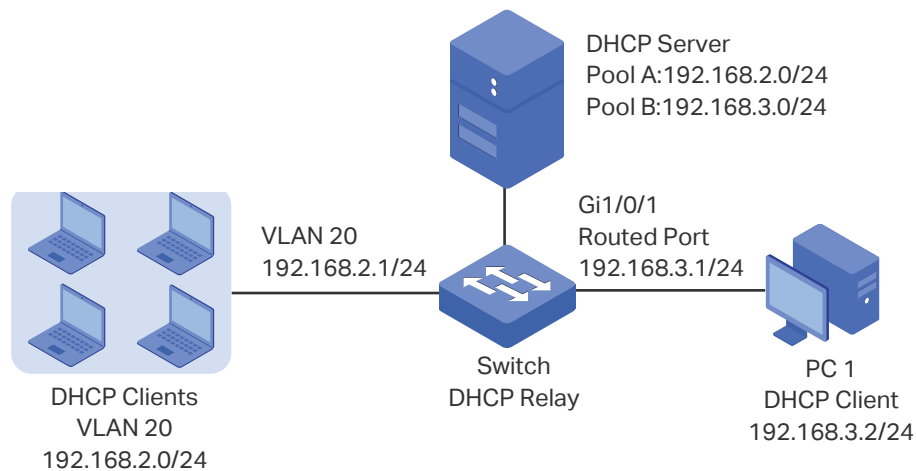 DHCP Server
Pool A:192.168.2.0/24
Pool B:192.168.3.0/24
Gi1/0/1
Routed Port
192.168.3.1/24
VLAN 20
192.168.2.1/24
Switch
DHCP Relay
PC 1
DHCP Client
192.168.3.2/24
DHCP Clients
VLAN 20
192.168.2.0/24